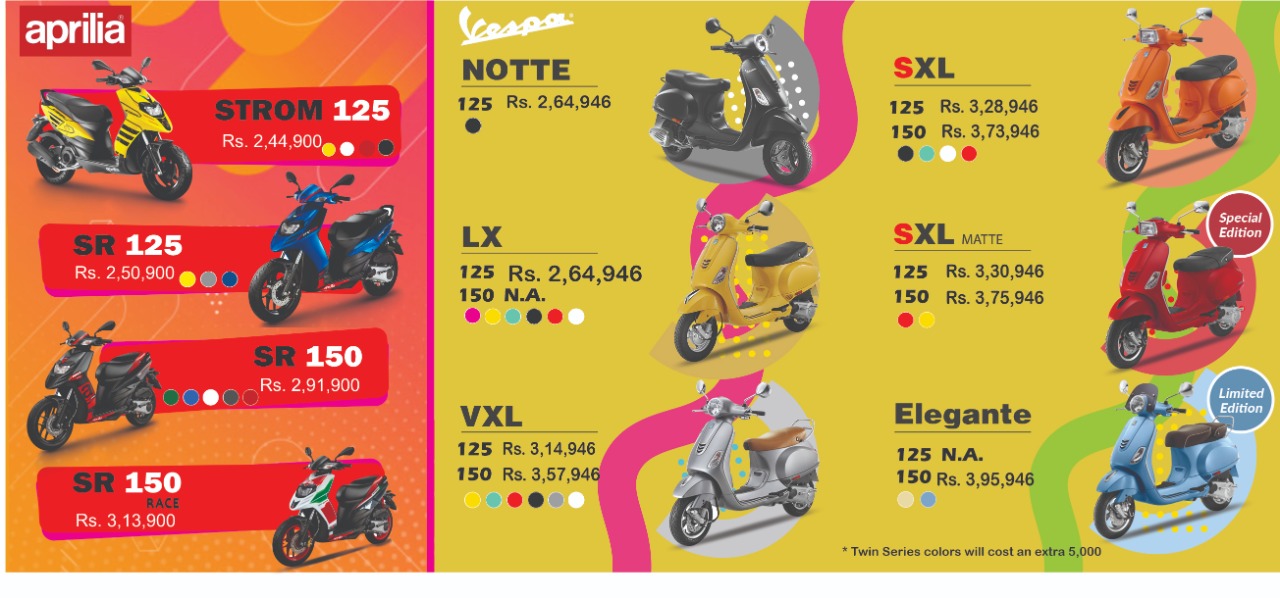 aprilia
STROM 125
Rs. 2,44,900
SR 125
Rs. 2,50,900
SR 150
Rs. 2,91,900
SR 150
RACE
Rs. 3,13,900
Vespa
NOTTE
125 Rs. 2,64,946
LX
125 Rs. 2,64,946
150 N.A.
VXL
125 Rs. 3,14,946
150 Rs. 3,57,946
SXL
125 Rs. 3,28,946
150 Rs. 3,73,946
SXL MATTE
125 Rs. 3,30,946
150 Rs. 3,75,946
Special
Edition
Elegante
125 N.A.
150 Rs. 3,95,946
Limited
Edition
* Twin Series colors will cost an extra 5,000